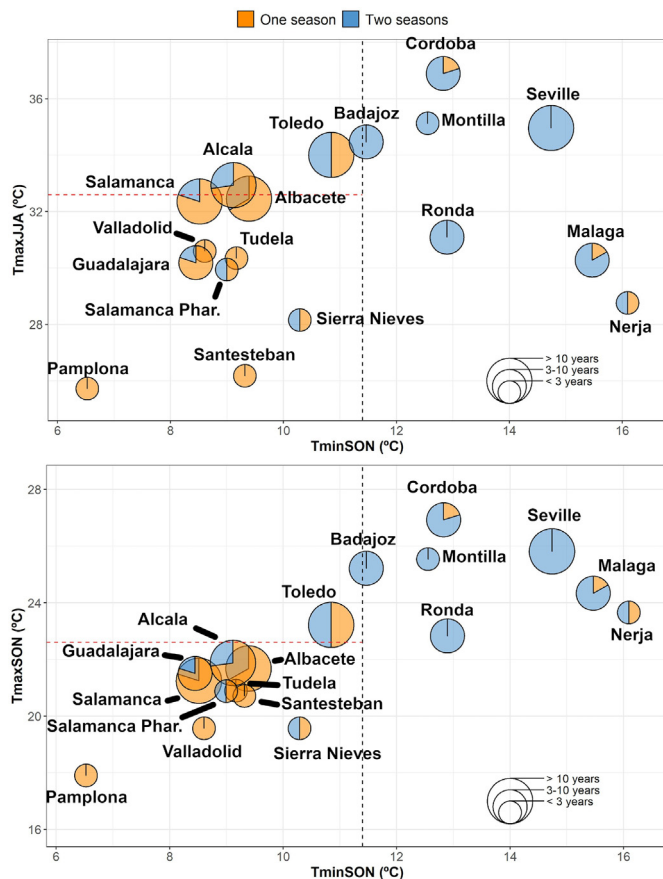 One season Two seasons
Cordoba
Seville
36
Badajoz
Montilla
Toledo
Alcala
Salamanca
Albacete
TmaxJJA (ºC)
32
Valladolid
Tudela
Ronda
Malaga
Guadalajara
Salamanca Phar.
Sierra Nieves
Nerja
28
Santesteban
Pamplona
> 10 years
3-10 years
< 3 years
6 8 10 12 14 16
TminSON (ºC)
28
Cordoba
Seville
Badajoz
Montilla
Malaga
Toledo
24
Alcala
Ronda
Nerja
Guadalajara
Albacete
TmaxSON (ºC)
Tudela
Salamanca
Santesteban
20
Salamanca Phar.
Valladolid
Sierra Nieves
Pamplona
> 10 years
3-10 years
< 3 years
16
6 8 10 12 14 16
TminSON (ºC)